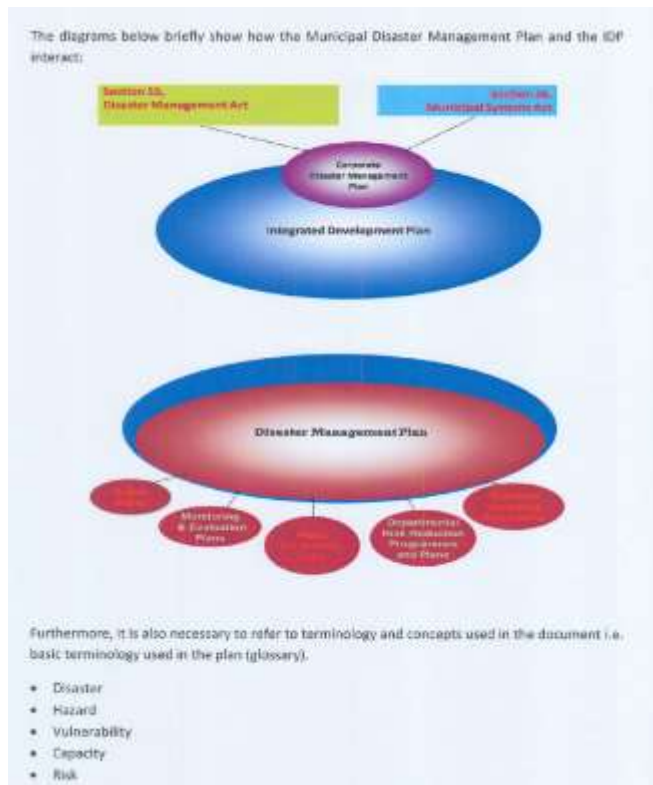 The diagrams below briefly show how the Municipal Disaster Management Plan and the IDP
interact:
Section 53,
Disaster Management Act
Section 26,
Municipal Systems Act
Corporate
Disaster Management
Plan
Integrated Development Plan
Disaster Management Plan
Monitoring
& Evaluation
Plans
Departmental
Risk Reduction
Programmes
and Plans
Furthermore, it is also necessary to refer to terminology and concepts used in the document i.e.
basic terminology used in the plan (glossary).
• Disaster
• Hazard
• Vulnerability
• Capacity
• Risk